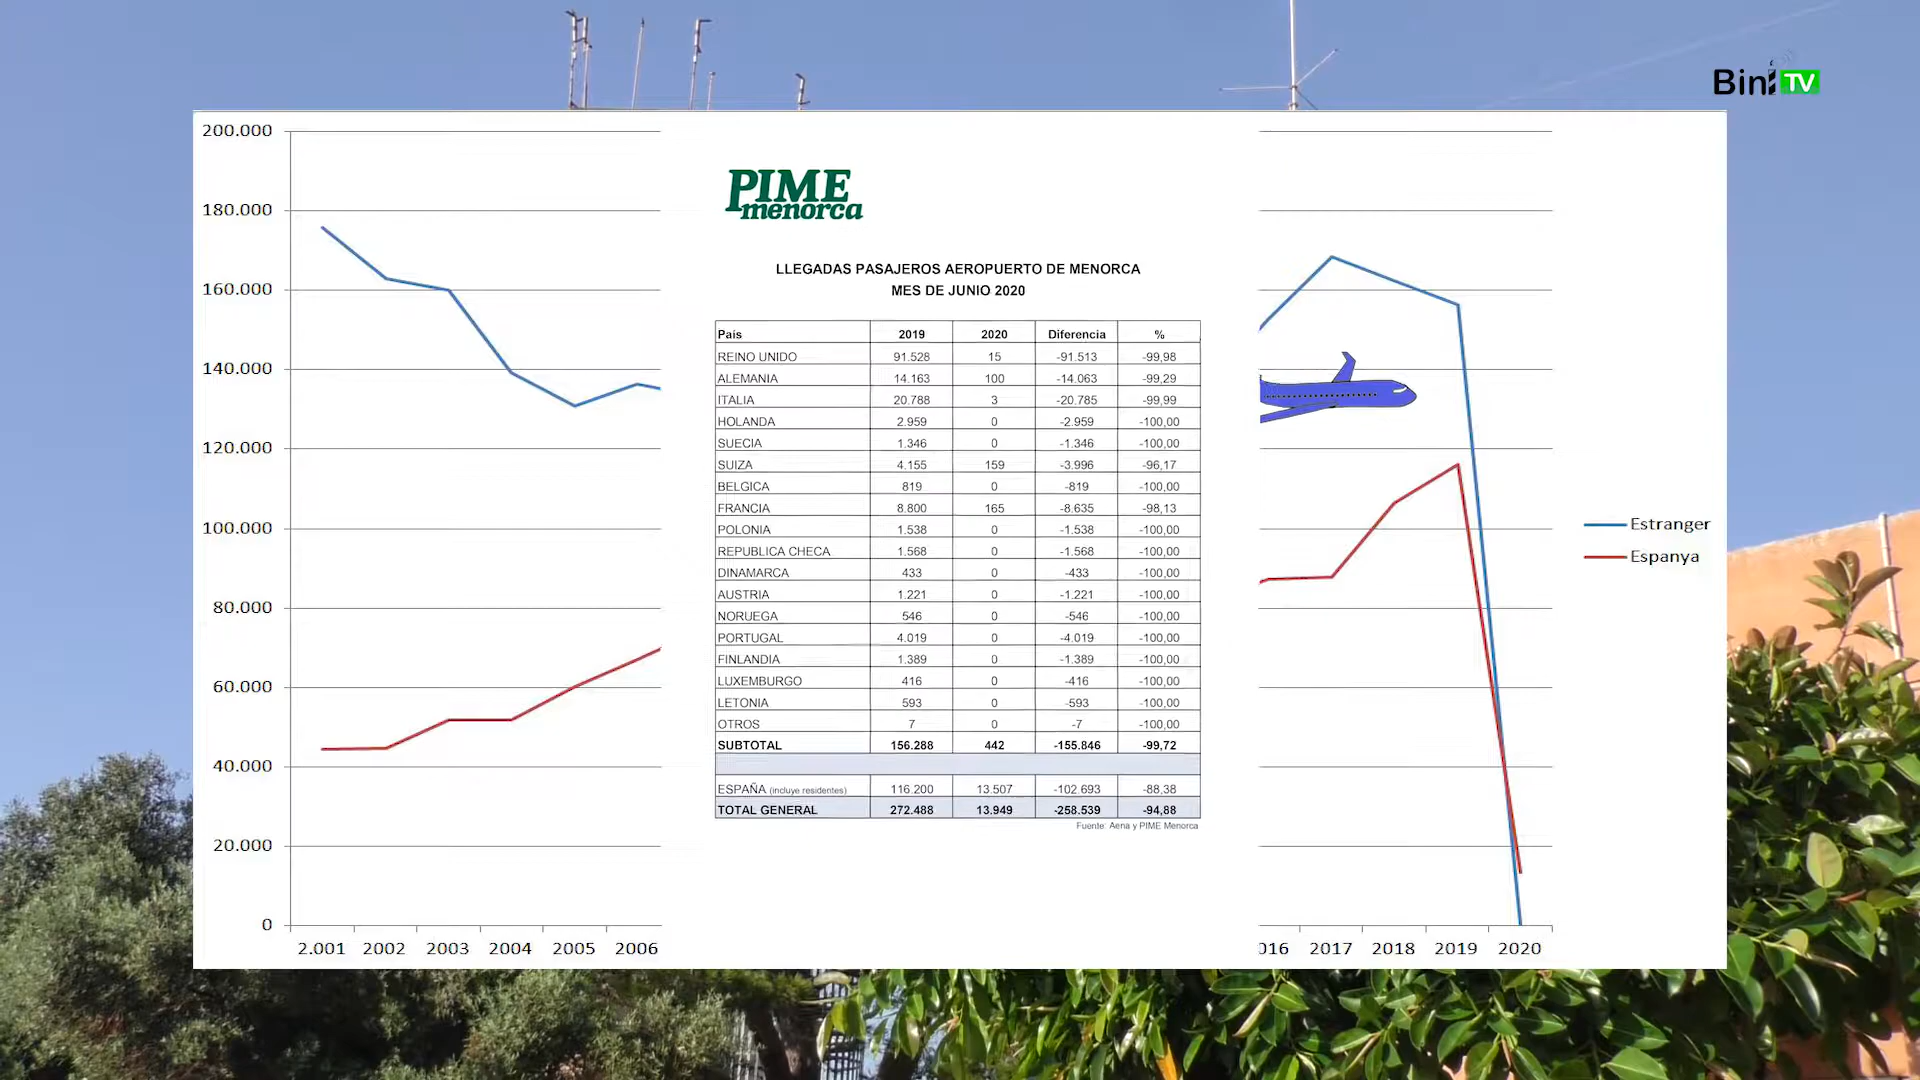 Bini TV
200.000
180.000
160.000
140.000
120.000
100.000
80.000
60.000
40.000
20.000
0
2.001 2002 2003 2004 2005 2006
PIME
menorca
LLEGADAS PASAJEROS AEROPUERTO DE MENORCA
MES DE JUNIO 2020
País 2019 2020 Diferencia %
REINO UNIDO 91.528 15 -91.513 -99,98
ALEMANIA 14.163 100 -14.063 -99,29
ITALIA 20.788 3 -20.785 -99,99
HOLANDA 2.959 0 -2.959 -100,00
SUECIA 1.346 0 -1.346 -100,00
SUIZA 4.155 159 -3.996 -96,17
BELGICA 819 0 -819 -100,00
FRANCIA 8.800 165 -8.635 -98,13
POLONIA 1.538 0 -1.538 -100,00
REPUBLICA CHECA 1.568 0 -1.568 -100,00
DINAMARCA 433 0 -433 -100,00
AUSTRIA 1.221 0 -1.221 -100,00
NORUEGA 546 0 -546 -100,00
PORTUGAL 4.019 0 -4.019 -100,00
FINLANDIA 1.389 0 -1.389 -100,00
LUXEMBURGO 416 0 -416 -100,00
LETONIA 593 0 -593 -100,00
OTROS 7 0 -7 -100,00
SUBTOTAL 156.288 442 -155.846 -99,72
ESPAÑA (incluye residentes) 116.200 13.507 -102.693 -88,38
TOTAL GENERAL 272.488 13.949 -258.539 -94,88
Fuente: Aena y PIME Menorca
016 2017 2018 2019 2020
Estranger
Espanya